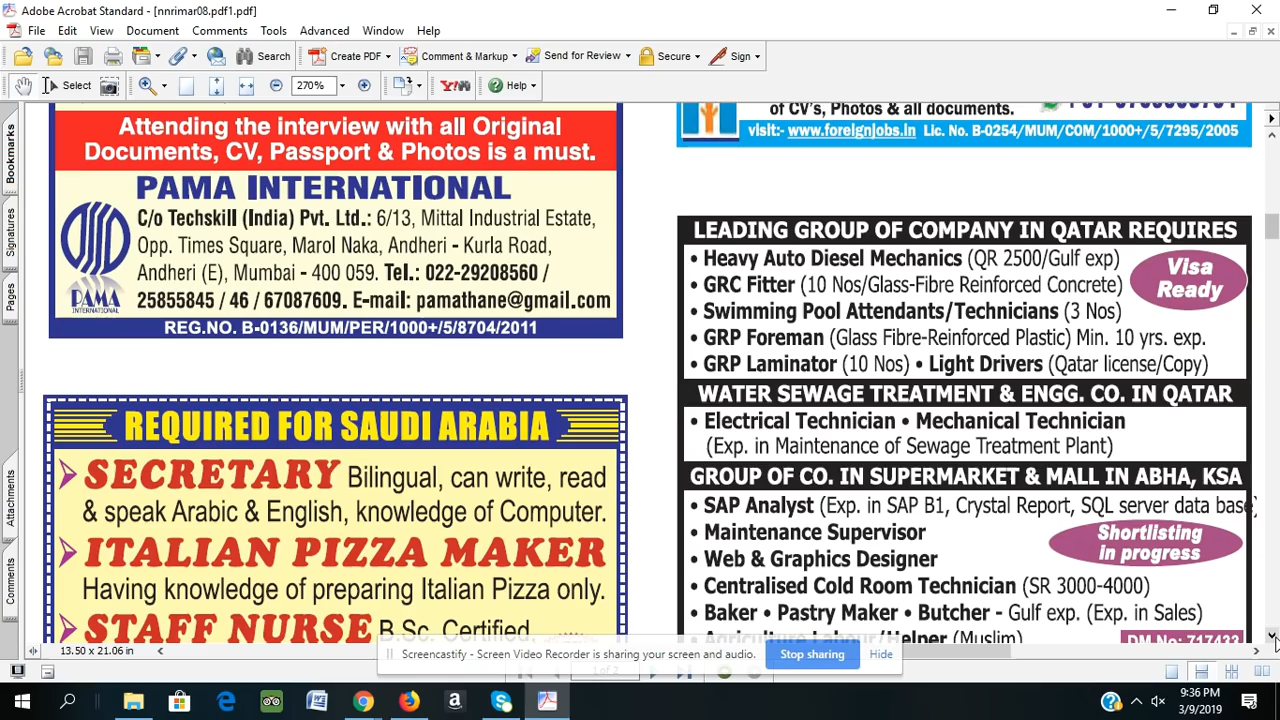 Adobe Acrobat Standard - [nnrimar08.pdf1.pdf]
File Edit View Document Comments Tools Advanced Window Help
Search Create PDF Comment & Markup Send for Review Secure Sign
Select 270% Y! Help
Bookmarks
Signatures
Pages
Attachments
Comments
Attending the interview with all Original
Documents, CV, Passport & Photos is a must.
PAMA INTERNATIONAL
C/o Techskill (India) Pvt. Ltd.: 6/13, Mittal Industrial Estate,
Opp. Times Square, Marol Naka, Andheri - Kurla Road,
Andheri (E), Mumbai - 400 059. Tel.: 022-29208560 /
25855845 / 46 / 67087609. E-mail: pamathane@gmail.com
PAMA
INTERNATIONAL
REG.NO. B-0136/MUM/PER/1000+/5/8704/2011
REQUIRED FOR SAUDI ARABIA
SECRETARY Bilingual, can write, read
& speak Arabic & English, knowledge of Computer.
ITALIAN PIZZA MAKER
Having knowledge of preparing Italian Pizza only.
STAFF NURSE B.Sc. Certified,
of CV's, Photos & all documents.
visit:- www.foreignjobs.in Lic. No. B-0254/MUM/COM/1000+/5/7295/2005
LEADING GROUP OF COMPANY IN QATAR REQUIRES
• Heavy Auto Diesel Mechanics (QR 2500/Gulf exp)
• GRC Fitter (10 Nos/Glass-Fibre Reinforced Concrete)
Visa
Ready
• Swimming Pool Attendants/Technicians (3 Nos)
• GRP Foreman (Glass Fibre-Reinforced Plastic) Min. 10 yrs. exp.
• GRP Laminator (10 Nos) • Light Drivers (Qatar license/Copy)
WATER SEWAGE TREATMENT & ENGG. CO. IN QATAR
• Electrical Technician • Mechanical Technician
(Exp. in Maintenance of Sewage Treatment Plant)
GROUP OF CO. IN SUPERMARKET & MALL IN ABHA, KSA
• SAP Analyst (Exp. in SAP B1, Crystal Report, SQL server data base)
• Maintenance Supervisor
Shortlisting
in progress
• Web & Graphics Designer
• Centralised Cold Room Technician (SR 3000-4000)
• Baker • Pastry Maker • Butcher - Gulf exp. (Exp. in Sales)
• Agriculture Labour/Helper (Muslim)
DM No: 717433
Screencastify - Screen Video Recorder is sharing your screen and audio. Stop sharing Hide
13.50 x 21.06 in
1 of 2
9:36 PM
3/9/2019